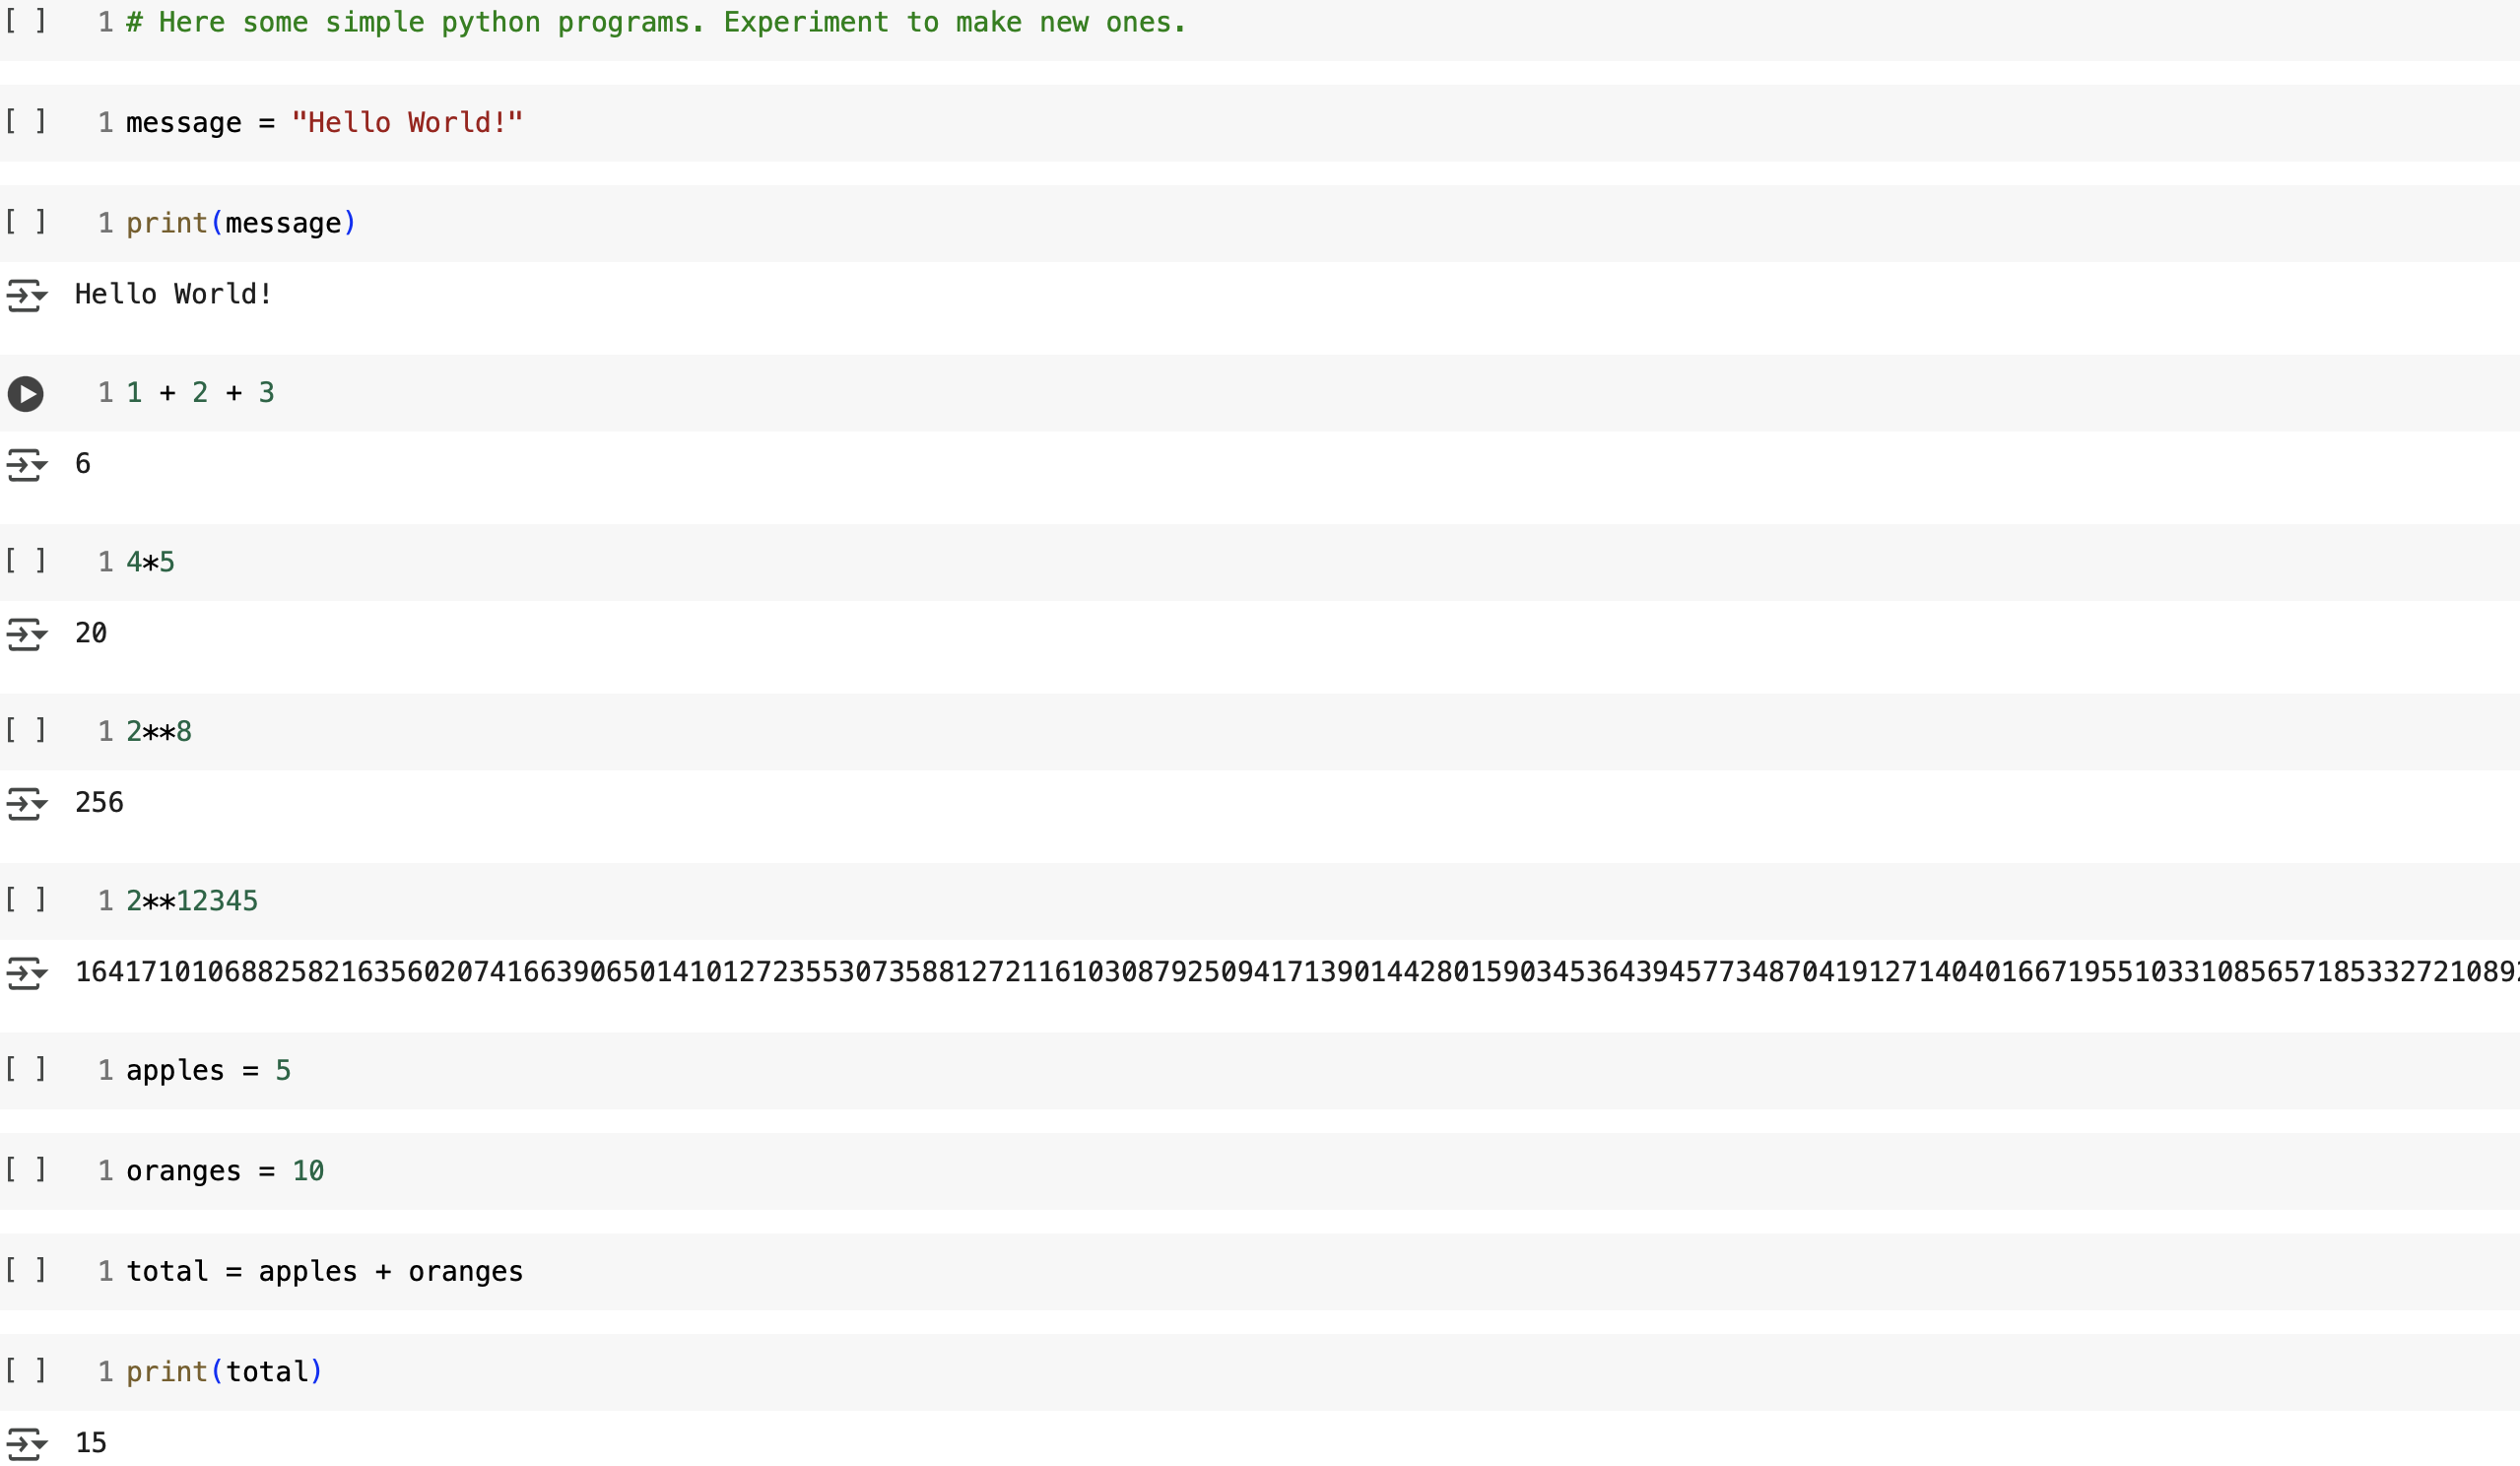 [ ] 1 # Here some simple python programs. Experiment to make new ones.
[ ] 1 message = "Hello World!"
[ ] 1 print(message)
Hello World!
1 1 + 2 + 3
6
[ ] 1 4*5
20
[ ] 1 2**8
256
[ ] 1 2**12345
164171010688258216356020741663906501410127235530735881272116103087925094171390144280159034536439457734870419127140401667195510331085657185332721089
[ ] 1 apples = 5
[ ] 1 oranges = 10
[ ] 1 total = apples + oranges
[ ] 1 print(total)
15